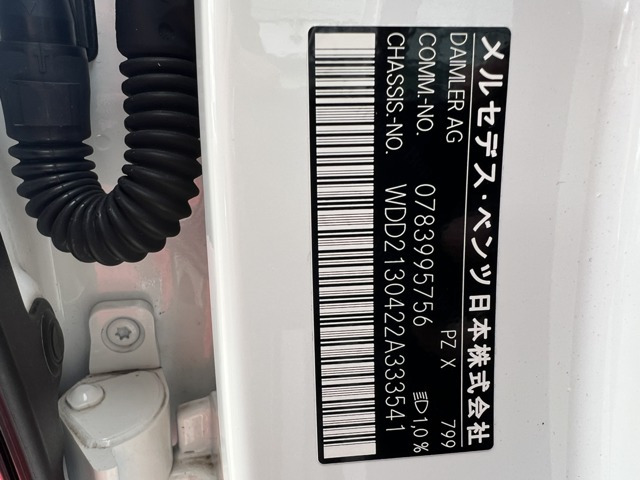 メルセデス・ベンツ日本株式会社
DAIMLER AG PZ X 799
COMM.-NO. 0783995756 1,0%
CHASSIS.-NO. WDD2130422A333541